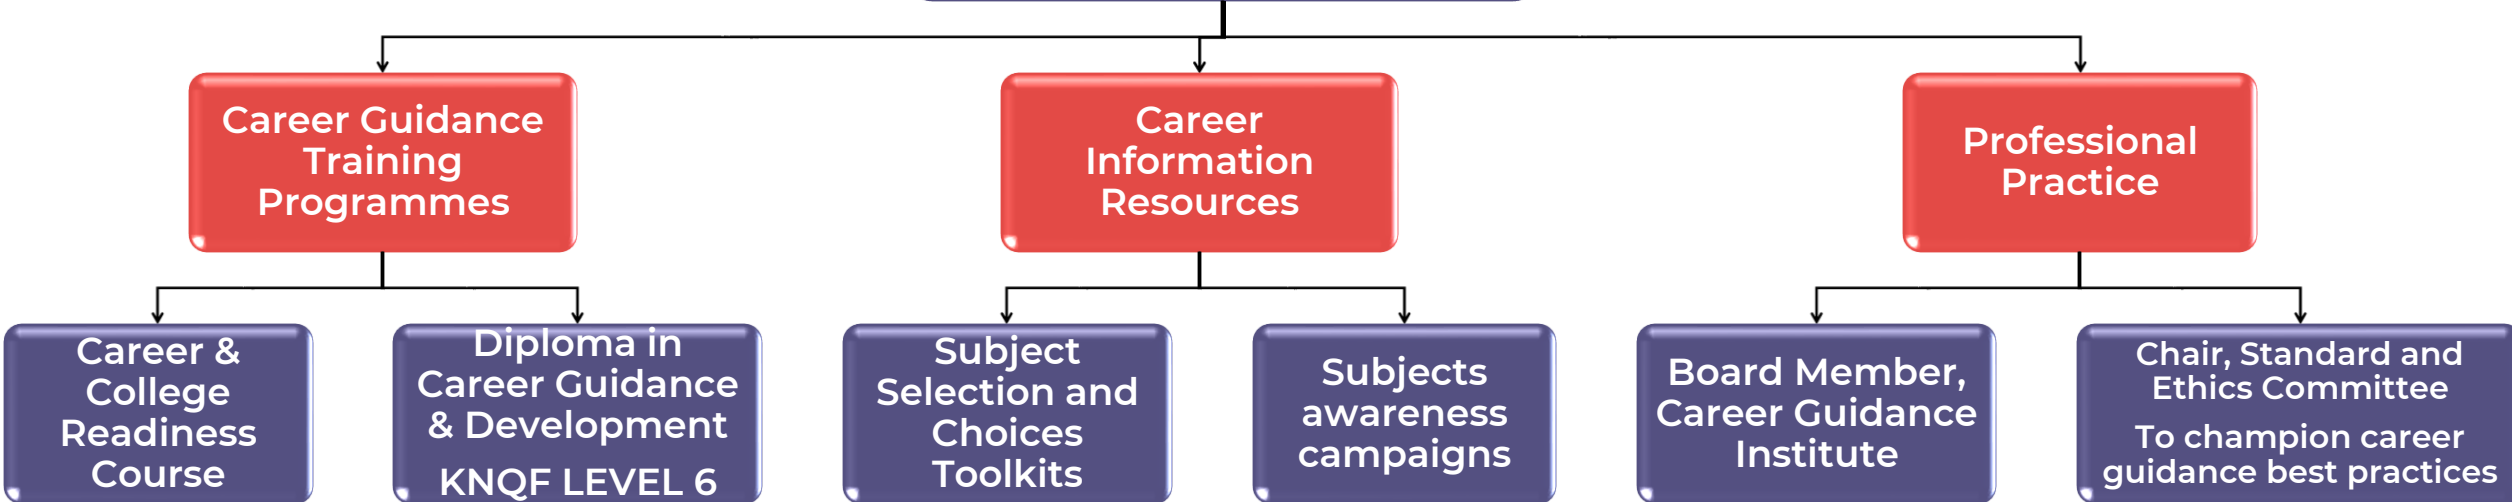 Career Guidance
Training
Programmes
Career
Information
Resources
Professional
Practice
Career &
College
Readiness
Course
Diploma in
Career Guidance
& Development
KNQF LEVEL 6
Subject
Selection and
Choices
Toolkits
Subjects
awareness
campaigns
Board Member,
Career Guidance
Institute
Chair, Standard and
Ethics Committee
To champion career
guidance best practices